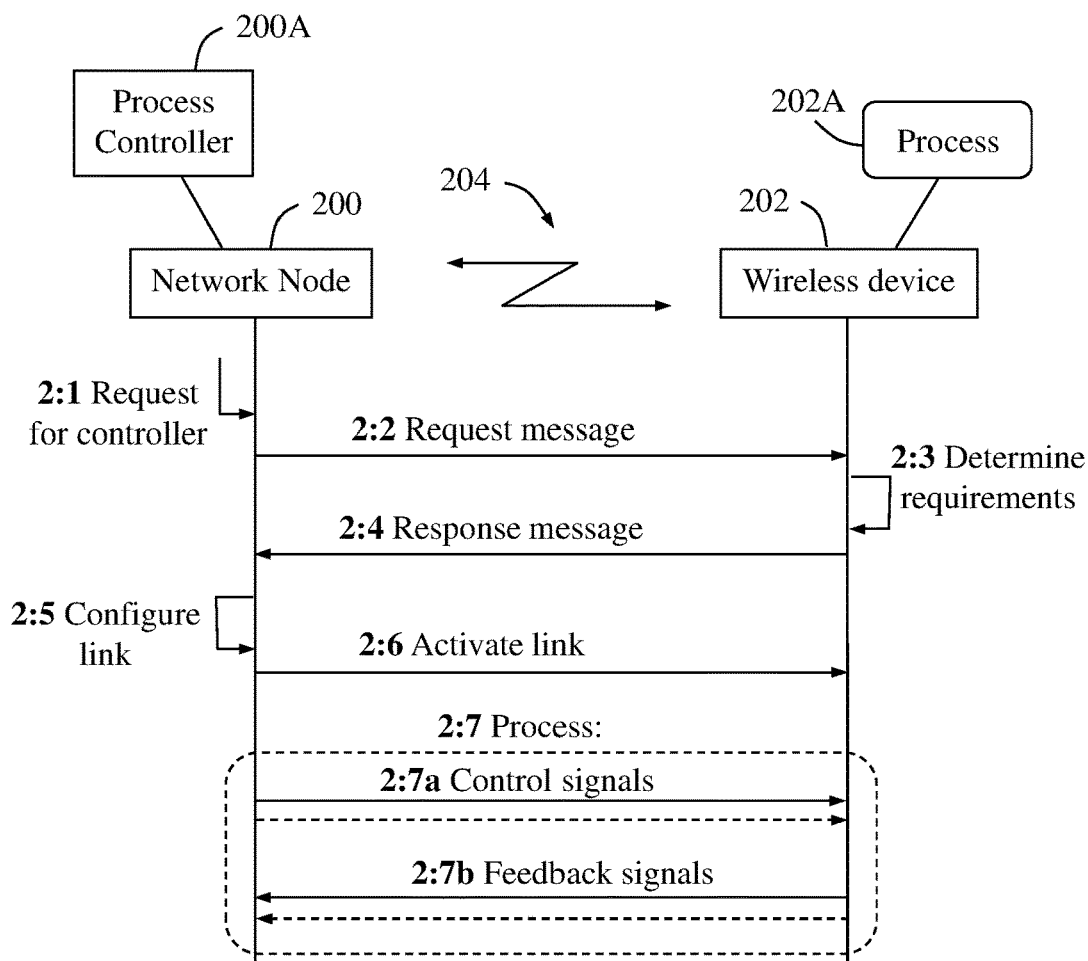 200A
Process
Controller
202A
Process
204
200
202
Network Node
Wireless device
2:1 Request
for controller
2:2 Request message
2:3 Determine
requirements
2:4 Response message
2:5 Configure
link
2:6 Activate link
2:7 Process:
2:7a Control signals
2:7b Feedback signals